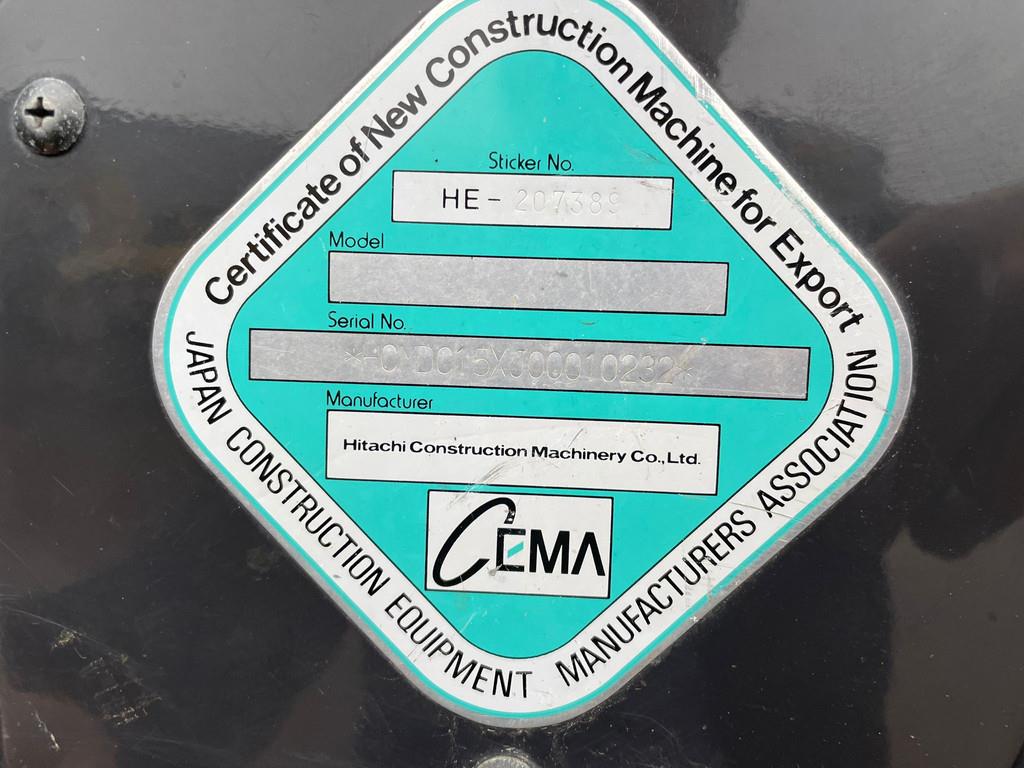 Certificate of New Construction Machine for Export
Sticker No.
HE - 207389
Model
Serial No.
Manufacturer
Hitachi Construction Machinery Co., Ltd.
CEMA
JAPAN CONSTRUCTION EQUIPMENT MANUFACTURERS ASSOCIATION